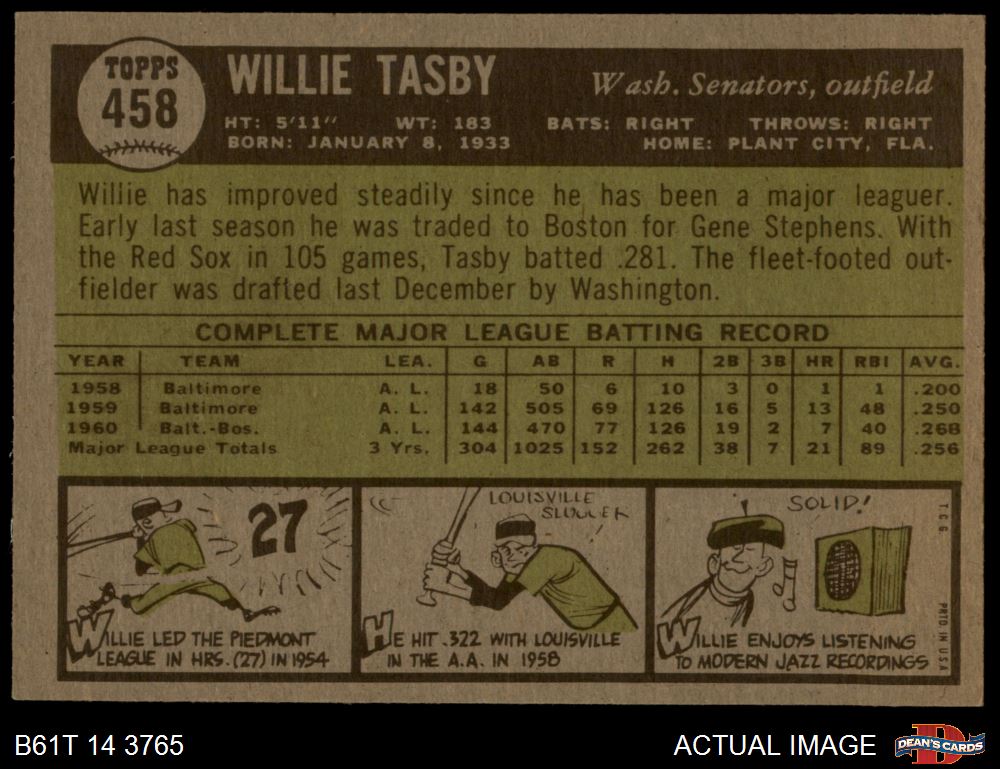 TOPPS
458
WILLIE TASBY
Wash. Senators, outfield
HT: 5'11" WT: 183 BATS: RIGHT THROWS: RIGHT
BORN: JANUARY 8, 1933 HOME: PLANT CITY, FLA.
Willie has improved steadily since he has been a major leaguer.
Early last season he was traded to Boston for Gene Stephens. With
the Red Sox in 105 games, Tasby batted .281. The fleet-footed out-
fielder was drafted last December by Washington.
COMPLETE MAJOR LEAGUE BATTING RECORD
YEAR TEAM LEA. G AB R H 2B 3B HR RBI AVG.
1958 Baltimore A. L. 18 50 6 10 3 0 1 1 .200
1959 Baltimore A. L. 142 505 69 126 16 5 13 48 .250
1960 Balt.-Bos. A. L. 144 470 77 126 19 2 7 40 .268
Major League Totals 3 Yrs. 304 1025 152 262 38 7 21 89 .256
27
WILLIE LED THE PIEDMONT
LEAGUE IN HRS. (27) IN 1954
LOUISVILLE
SLUGGER
HE HIT .322 WITH LOUISVILLE
IN THE A.A. IN 1958
SOLID!
WILLIE ENJOYS LISTENING
TO MODERN JAZZ RECORDINGS
T.C.G. PRTD. IN U.S.A.
B61T 14 3765
ACTUAL IMAGE
D
DEAN'S CARDS